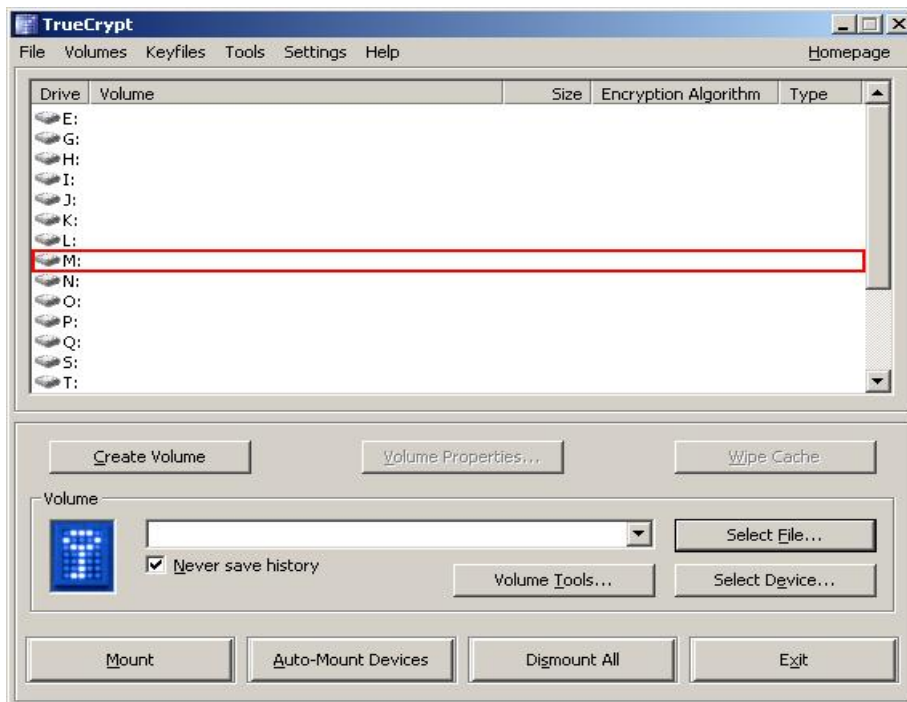 TrueCrypt
File Volumes Keyfiles Tools Settings Help Homepage
Drive Volume Size Encryption Algorithm Type
E:
G:
H:
I:
J:
K:
L:
M:
N:
O:
P:
Q:
S:
T:
Create Volume Volume Properties... Wipe Cache
Volume
Select File...
Never save history
Volume Tools... Select Device...
Mount Auto-Mount Devices Dismount All Exit